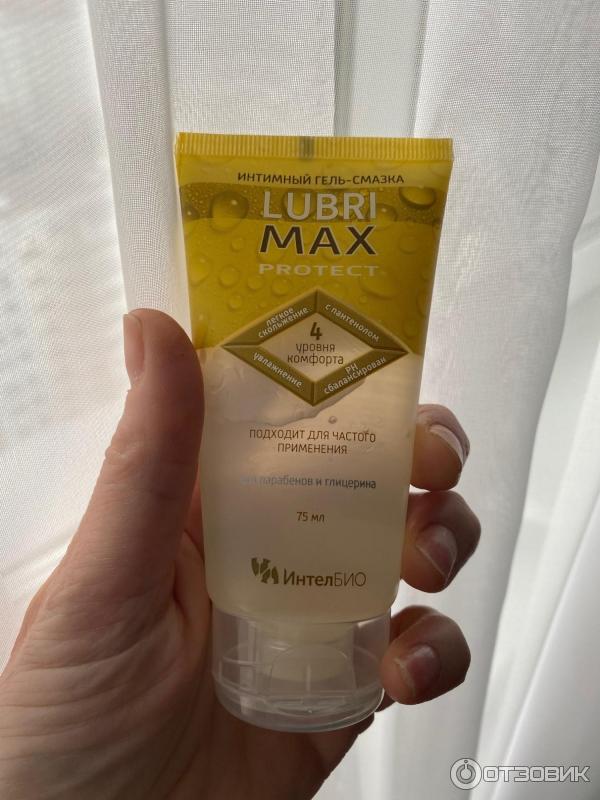 ИНТИМНЫЙ ГЕЛЬ-СМАЗКА
LUBRI
MAX
PROTECT
легкое
скольжение
с пантенолом
4
уровня
комфорта
увлажнение
PH
сбалансирован
ПОДХОДИТ ДЛЯ ЧАСТОГО
ПРИМЕНЕНИЯ
парабенов и глицерина
75 мл
ИнтелБИО
ОТЗОВИК